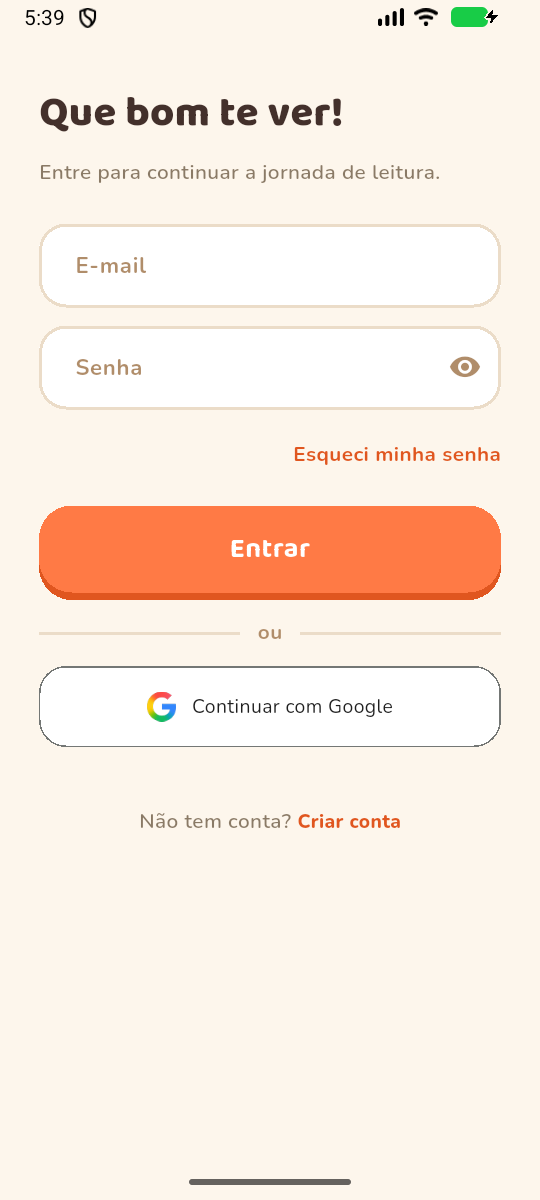 5:39
Que bom te ver!
Entre para continuar a jornada de leitura.
E-mail
Senha
Esqueci minha senha
Entrar
ou
Continuar com Google
Não tem conta? Criar conta